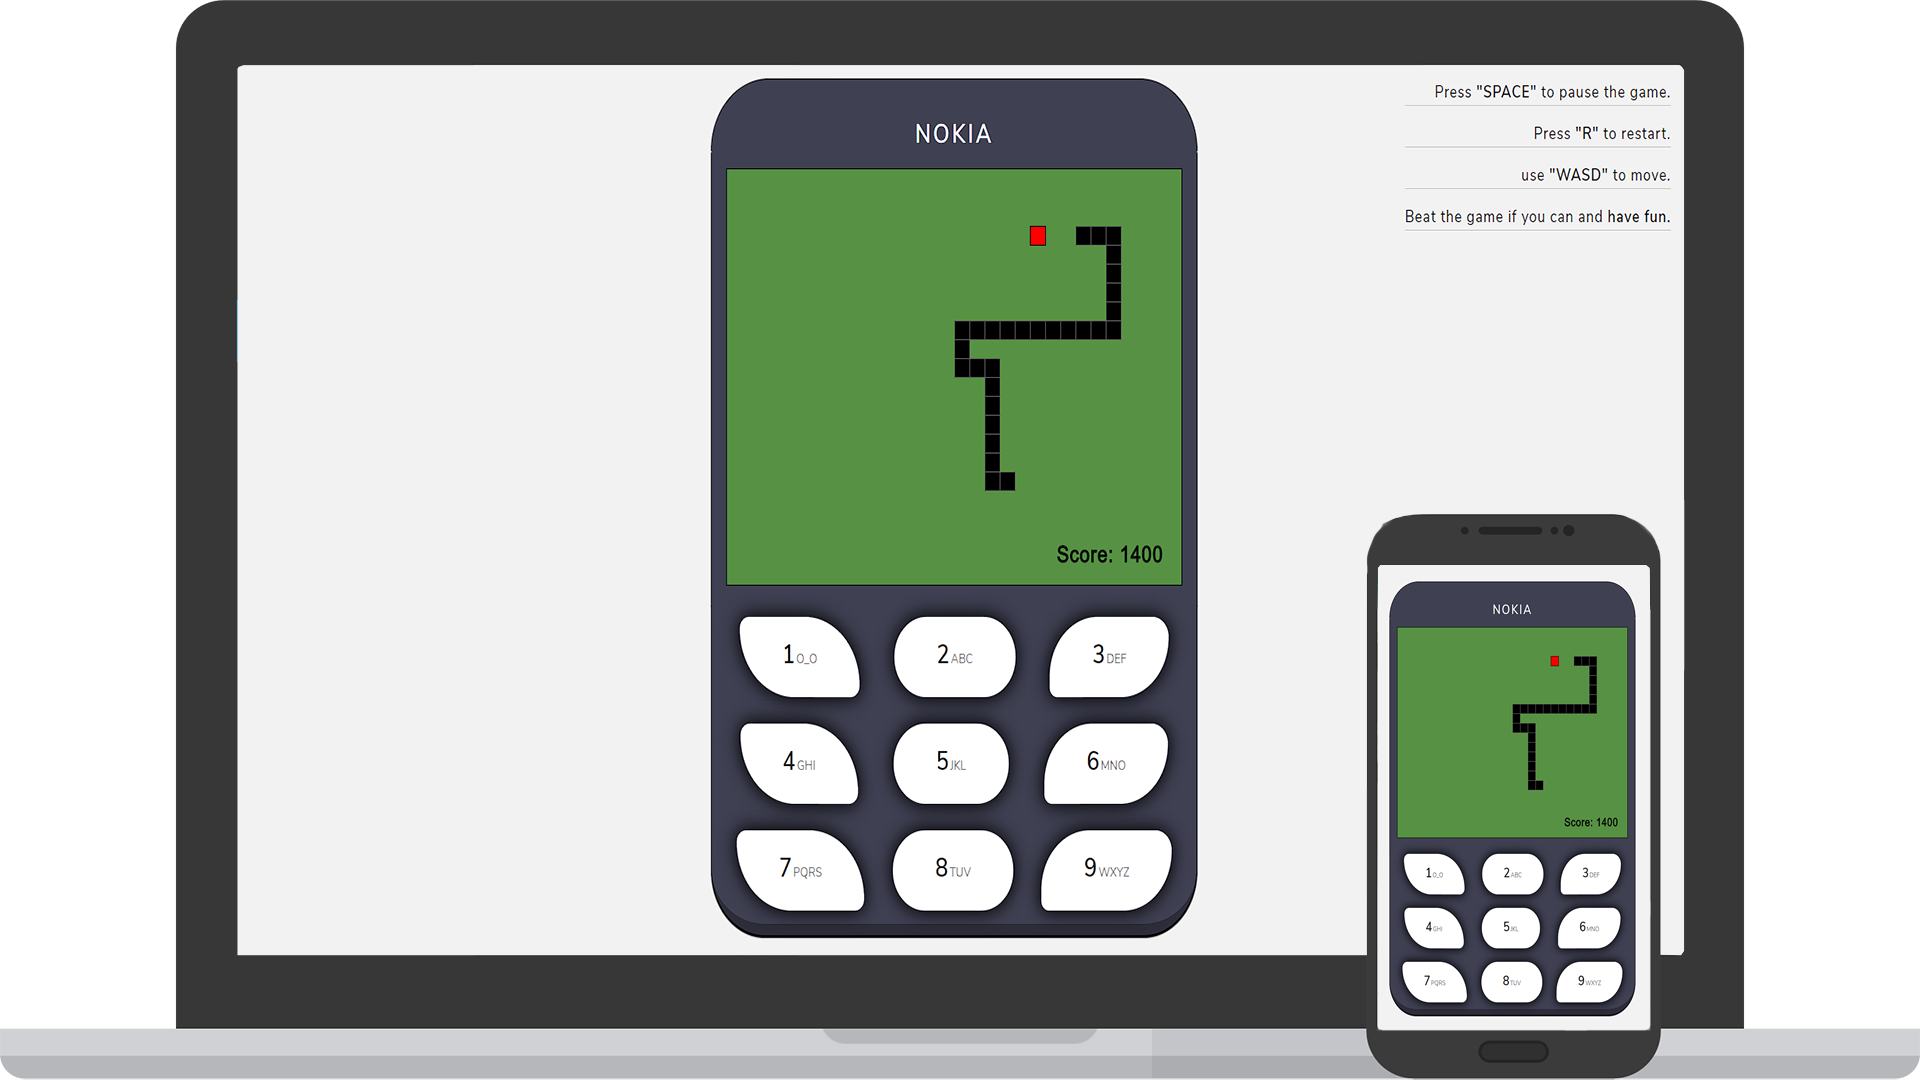 NOKIA
Press "SPACE" to pause the game.
Press "R" to restart.
use "WASD" to move.
Beat the game if you can and have fun.
Score: 1400
1 O_O 2 ABC 3 DEF
4 GHI 5 JKL 6 MNO
7 PQRS 8 TUV 9 WXYZ
NOKIA
Score: 1400
1 O_O 2 ABC 3 DEF
4 GHI 5 JKL 6 MNO
7 PQRS 8 TUV 9 WXYZ